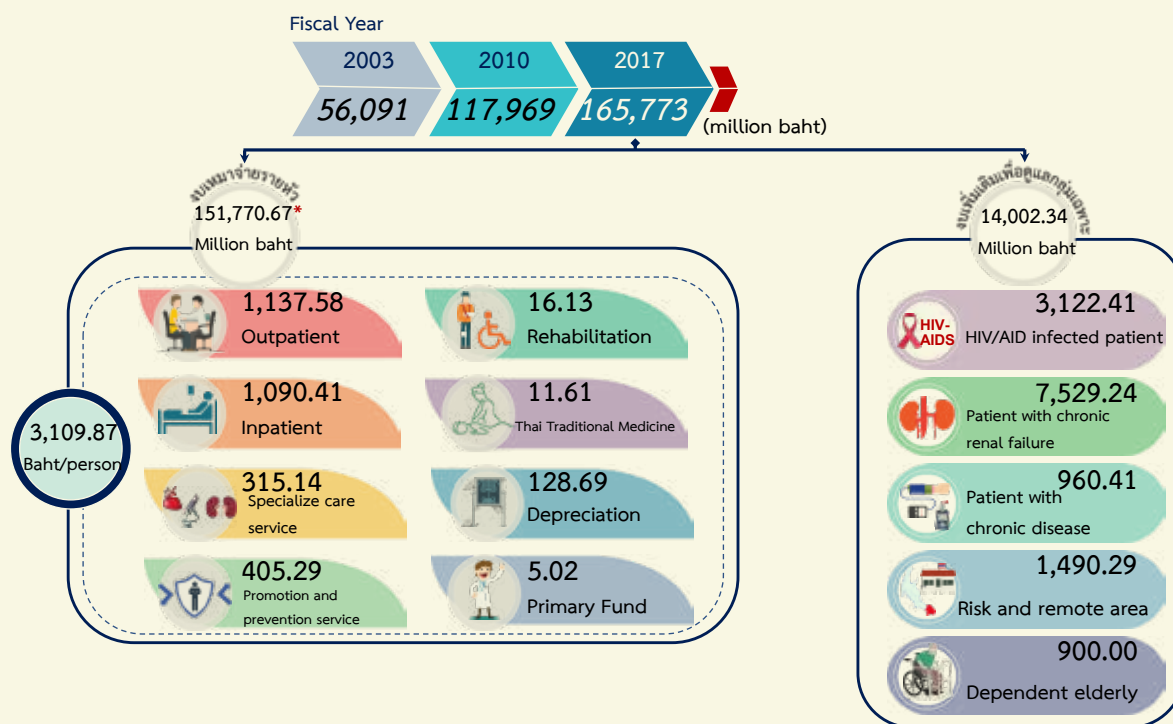 Fiscal Year
2003
2010
2017
56,091
117,969
165,773
(million baht)
งบเหมาจ่ายรายหัว
151,770.67*
Million baht
งบเพิ่มเติมเพื่อดูแลกลุ่มเฉพาะ
14,002.34
Million baht
3,109.87
Baht/person
1,137.58
Outpatient
1,090.41
Inpatient
315.14
Specialize care
service
405.29
Promotion and
prevention service
16.13
Rehabilitation
11.61
Thai Traditional Medicine
128.69
Depreciation
5.02
Primary Fund
HIV-
AIDS
3,122.41
HIV/AID infected patient
7,529.24
Patient with chronic
renal failure
960.41
Patient with
chronic disease
1,490.29
Risk and remote area
900.00
Dependent elderly